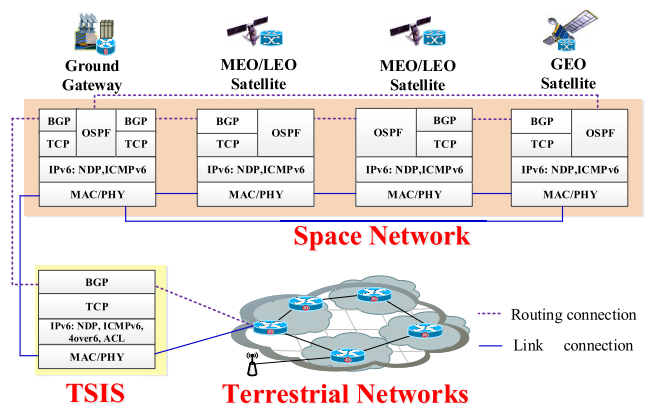 Ground
Gateway
MEO/LEO
Satellite
MEO/LEO
Satellite
GEO
Satellite
BGP
OSPF
BGP
TCP
TCP
IPv6: NDP,ICMPv6
MAC/PHY
BGP
OSPF
TCP
IPv6: NDP,ICMPv6
MAC/PHY
OSPF
BGP
TCP
IPv6: NDP,ICMPv6
MAC/PHY
BGP
OSPF
TCP
IPv6: NDP,ICMPv6
MAC/PHY
Space Network
BGP
TCP
IPv6: NDP, ICMPv6,
4over6, ACL
MAC/PHY
TSIS
Terrestrial Networks
Routing connection
Link connection